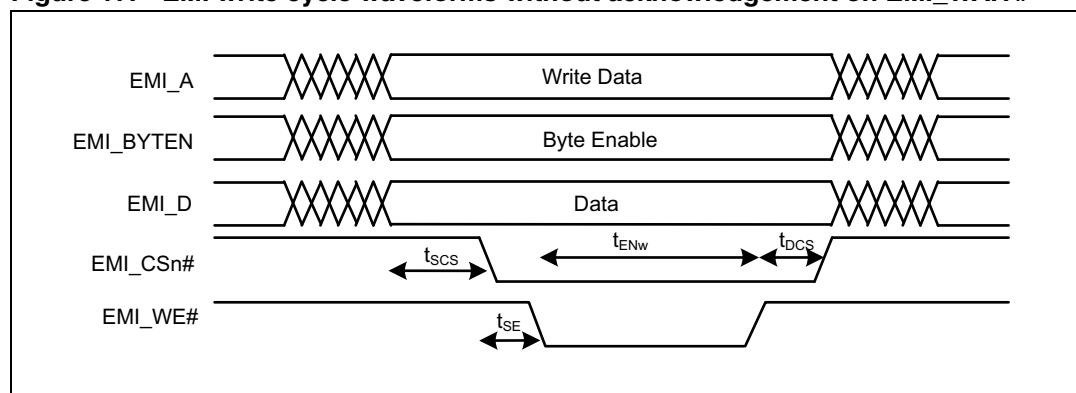 EMI_A
Write Data
EMI_BYTEN
Byte Enable
EMI_D
Data
EMI_CSn#
tSCS
tENw
tDCS
EMI_WE#
tSE